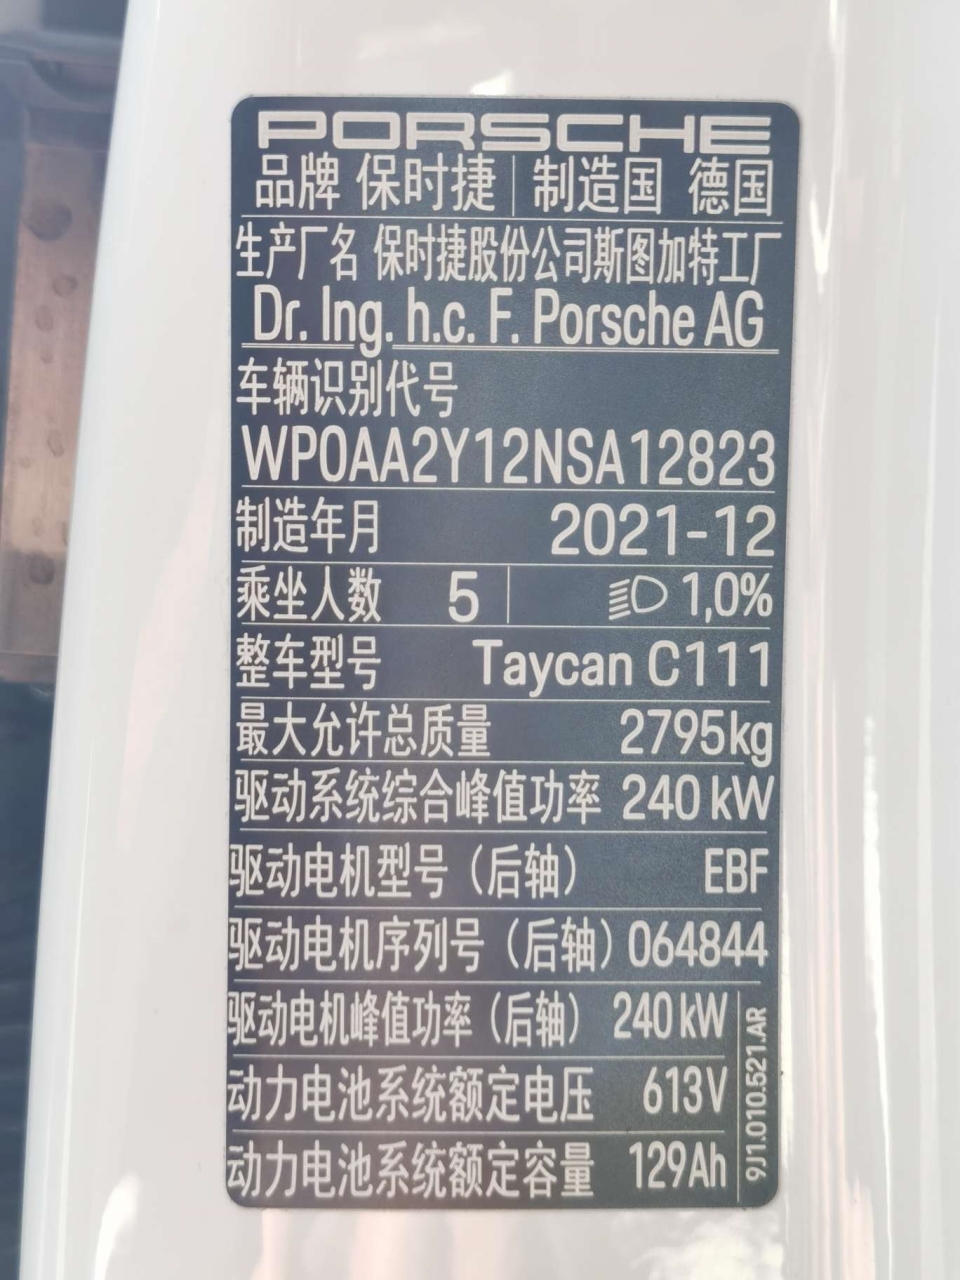 PORSCHE
品牌 保时捷 制造国 德国
生产厂名 保时捷股份公司斯图加特工厂
Dr. Ing. h.c. F. Porsche AG
车辆识别代号
WP0AA2Y12NSA12823
制造年月 2021-12
乘坐人数 5 1,0%
整车型号 Taycan C111
最大允许总质量 2795kg
驱动系统综合峰值功率 240 kW
驱动电机型号（后轴） EBF
驱动电机序列号（后轴） 064844
驱动电机峰值功率（后轴） 240 kW
动力电池系统额定电压 613V
动力电池系统额定容量 129Ah
9J1.010.521.AR